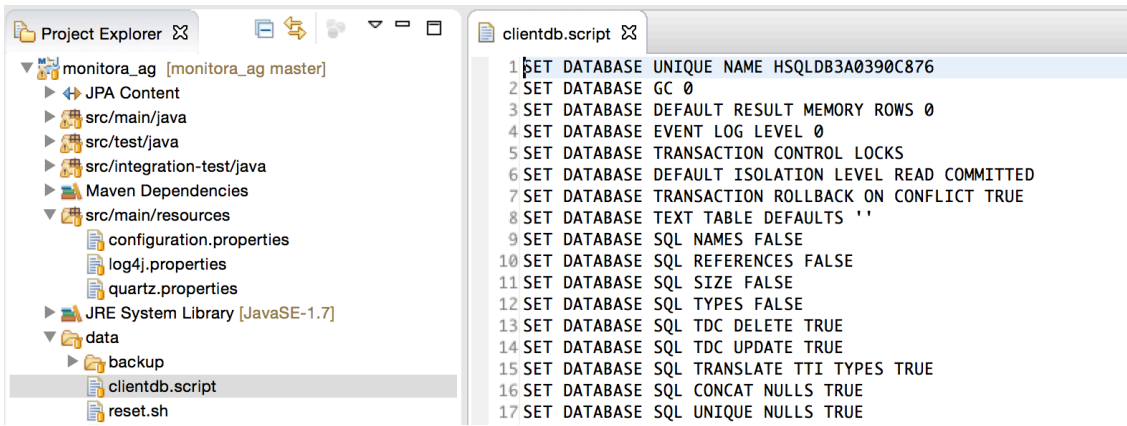 Project Explorer
monitora_ag [monitora_ag master]
JPA Content
src/main/java
src/test/java
src/integration-test/java
Maven Dependencies
src/main/resources
configuration.properties
log4j.properties
quartz.properties
JRE System Library [JavaSE-1.7]
data
backup
clientdb.script
reset.sh
clientdb.script
1 SET DATABASE UNIQUE NAME HSQLDB3A0390C876
2 SET DATABASE GC 0
3 SET DATABASE DEFAULT RESULT MEMORY ROWS 0
4 SET DATABASE EVENT LOG LEVEL 0
5 SET DATABASE TRANSACTION CONTROL LOCKS
6 SET DATABASE DEFAULT ISOLATION LEVEL READ COMMITTED
7 SET DATABASE TRANSACTION ROLLBACK ON CONFLICT TRUE
8 SET DATABASE TEXT TABLE DEFAULTS ''
9 SET DATABASE SQL NAMES FALSE
10 SET DATABASE SQL REFERENCES FALSE
11 SET DATABASE SQL SIZE FALSE
12 SET DATABASE SQL TYPES FALSE
13 SET DATABASE SQL TDC DELETE TRUE
14 SET DATABASE SQL TDC UPDATE TRUE
15 SET DATABASE SQL TRANSLATE TTI TYPES TRUE
16 SET DATABASE SQL CONCAT NULLS TRUE
17 SET DATABASE SQL UNIQUE NULLS TRUE